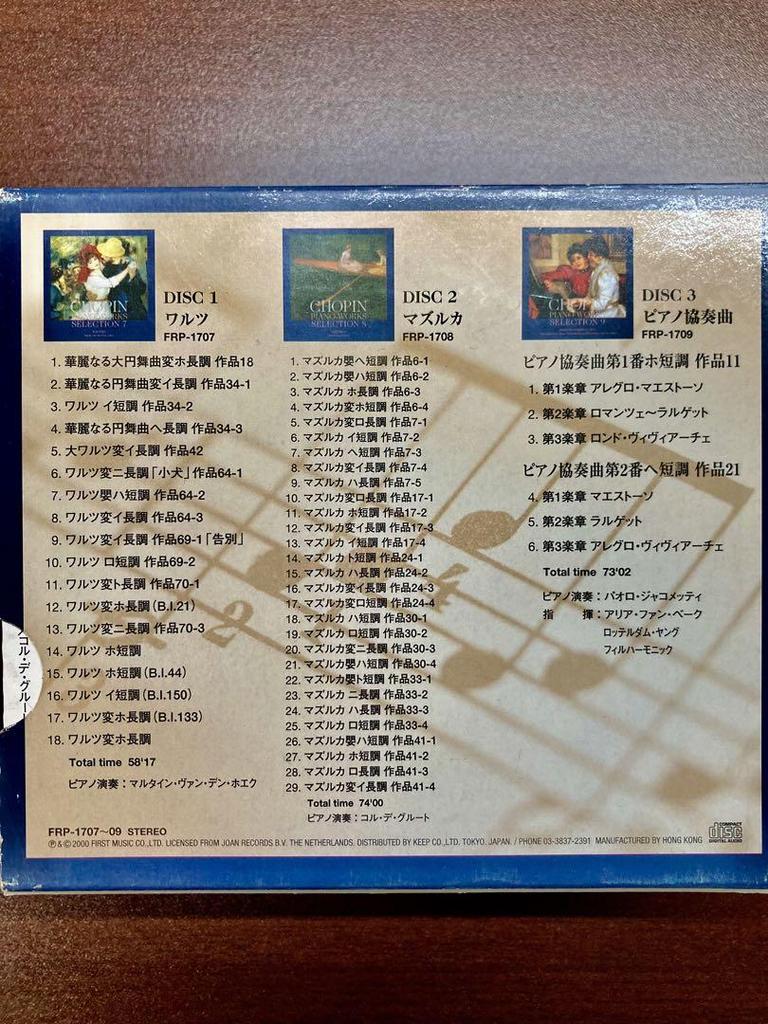 CHOPIN
PIANO WORKS
SELECTION 7
DISC 1
ワルツ
FRP-1707
1. 華麗なる大円舞曲変ホ長調 作品18
2. 華麗なる円舞曲変イ長調 作品34-1
3. ワルツ イ短調 作品34-2
4. 華麗なる円舞曲ヘ長調 作品34-3
5. 大ワルツ変イ長調 作品42
6. ワルツ変ニ長調「小犬」作品64-1
7. ワルツ嬰ハ短調 作品64-2
8. ワルツ変イ長調 作品64-3
9. ワルツ変イ長調 作品69-1「告別」
10. ワルツ ロ短調 作品69-2
11. ワルツ変ト長調 作品70-1
12. ワルツ変ホ長調(B.I.21)
13. ワルツ変ニ長調 作品70-3
14. ワルツ ホ短調
15. ワルツ ホ短調(B.I.44)
16. ワルツ イ短調(B.I.150)
17. ワルツ変ホ長調(B.I.133)
18. ワルツ変ホ長調
Total time 58'17
ピアノ演奏:マルタイン・ヴァン・デン・ホエク
CHOPIN
PIANO WORKS
SELECTION 8
DISC 2
マズルカ
FRP-1708
1. マズルカ嬰ヘ短調 作品6-1
2. マズルカ嬰ハ短調 作品6-2
3. マズルカ ホ長調 作品6-3
4. マズルカ変ホ短調 作品6-4
5. マズルカ変ロ長調 作品7-1
6. マズルカ イ短調 作品7-2
7. マズルカ ヘ短調 作品7-3
8. マズルカ変イ長調 作品7-4
9. マズルカ ハ長調 作品7-5
10. マズルカ変ロ長調 作品17-1
11. マズルカ ホ短調 作品17-2
12. マズルカ変イ長調 作品17-3
13. マズルカ イ短調 作品17-4
14. マズルカト短調 作品24-1
15. マズルカ ハ長調 作品24-2
16. マズルカ変イ長調 作品24-3
17. マズルカ変ロ短調 作品24-4
18. マズルカ ハ短調 作品30-1
19. マズルカ ロ短調 作品30-2
20. マズルカ変ニ長調 作品30-3
21. マズルカ嬰ハ短調 作品30-4
22. マズルカ嬰ト短調 作品33-1
23. マズルカ ニ長調 作品33-2
24. マズルカ ハ長調 作品33-3
25. マズルカ ロ短調 作品33-4
26. マズルカ嬰ハ短調 作品41-1
27. マズルカ ホ短調 作品41-2
28. マズルカ ロ長調 作品41-3
29. マズルカ変イ長調 作品41-4
Total time 74'00
ピアノ演奏:コル・デ・グルート
CHOPIN
PIANO WORKS
SELECTION 9
DISC 3
ピアノ協奏曲
FRP-1709
ピアノ協奏曲第1番ホ短調 作品11
1. 第1楽章 アレグロ・マエストーソ
2. 第2楽章 ロマンツェ〜ラルゲット
3. 第3楽章 ロンド・ヴィヴィアーチェ
ピアノ協奏曲第2番ヘ短調 作品21
4. 第1楽章 マエストーソ
5. 第2楽章 ラルゲット
6. 第3楽章 アレグロ・ヴィヴィアーチェ
Total time 73'02
ピアノ演奏:パオロ・ジャコメッティ
指 揮:アリア・ファン・ベーク
ロッテルダム・ヤング
フィルハーモニック
コル・デ・グルー
FRP-1707〜09 STEREO
Ⓟ&©2000 FIRST MUSIC CO.,LTD. LICENSED FROM JOAN RECORDS B.V. THE NETHERLANDS. DISTRIBUTED BY KEEP CO.,LTD. TOKYO. JAPAN. / PHONE 03-3837-2391 MANUFACTURED BY HONG KONG
COMPACT
disc
DIGITAL AUDIO